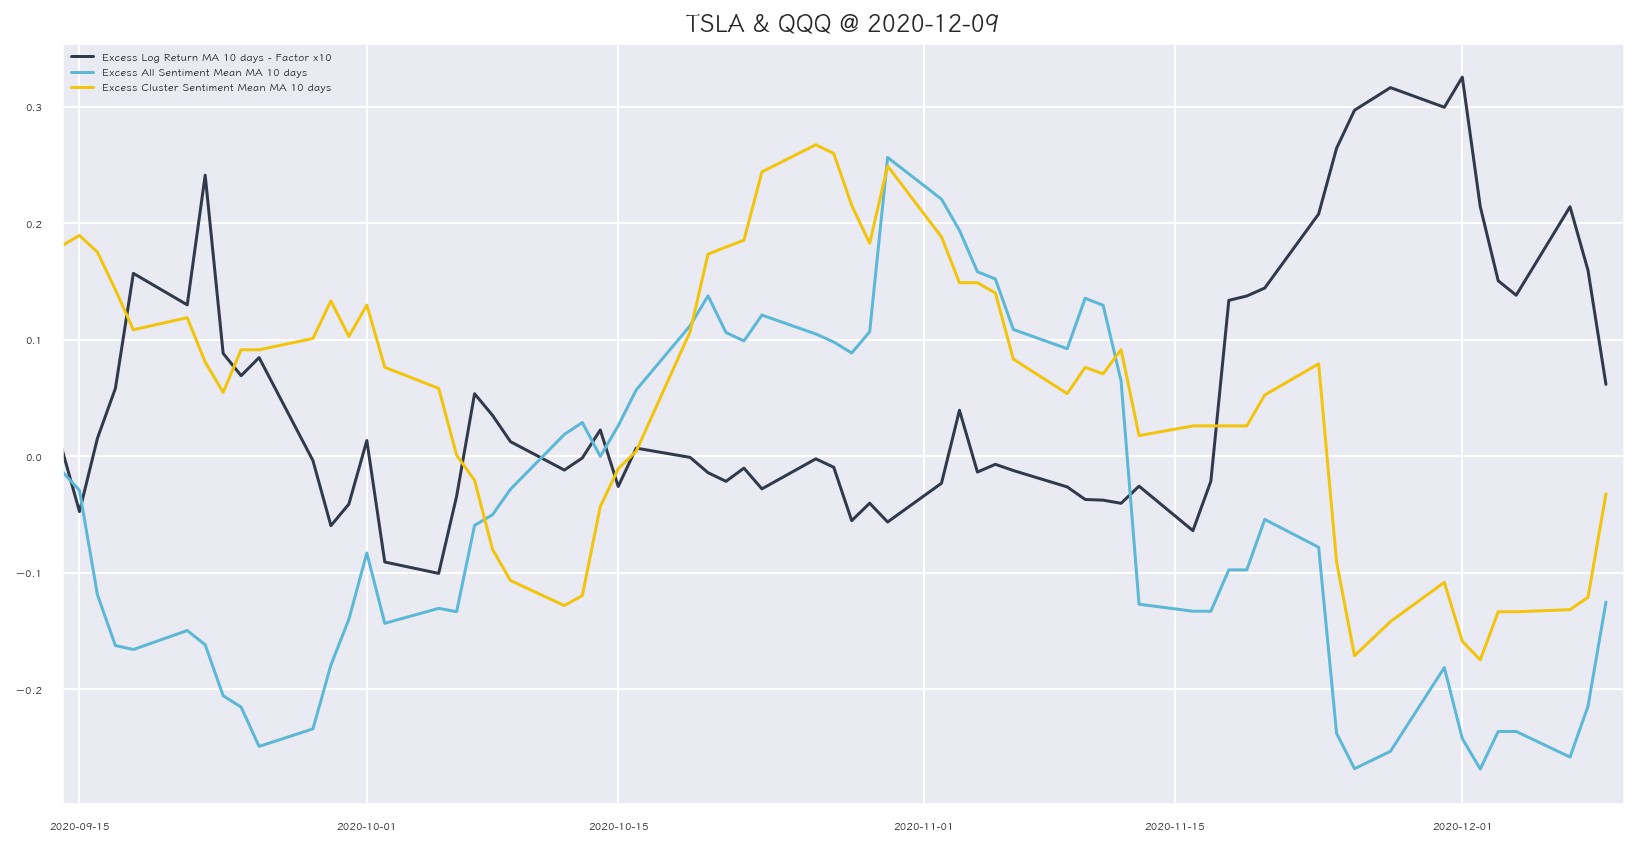 TSLA & QQQ @ 2020-12-09
Excess Log Return MA 10 days - Factor x10
Excess All Sentiment Mean MA 10 days
Excess Cluster Sentiment Mean MA 10 days
0.3
0.2
0.1
0.0
−0.1
−0.2
2020-09-15 2020-10-01 2020-10-15 2020-11-01 2020-11-15 2020-12-01